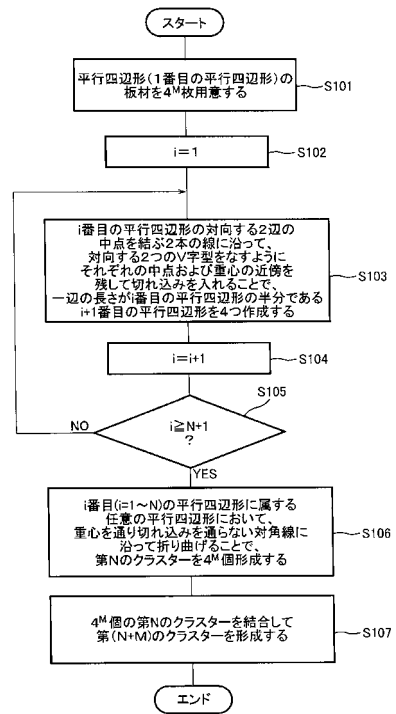 スタート
平行四辺形(1番目の平行四辺形)の
板材を4ᴹ枚用意する
S101
i=1
S102
i番目の平行四辺形の対向する2辺の
中点を結ぶ2本の線に沿って、
対向する2つのV字型をなすように
それぞれの中点および重心の近傍を
残して切れ込みを入れることで、
一辺の長さがi番目の平行四辺形の半分である
i+1番目の平行四辺形を4つ作成する
S103
i=i+1
S104
S105
i≧N+1
?
NO
YES
i番目(i=1~N)の平行四辺形に属する
任意の平行四辺形において、
重心を通り切れ込みを通らない対角線に
沿って折り曲げることで、
第Nのクラスターを4ᴹ個形成する
S106
4ᴹ個の第Nのクラスターを結合して
第(N+M)のクラスターを形成する
S107
エンド